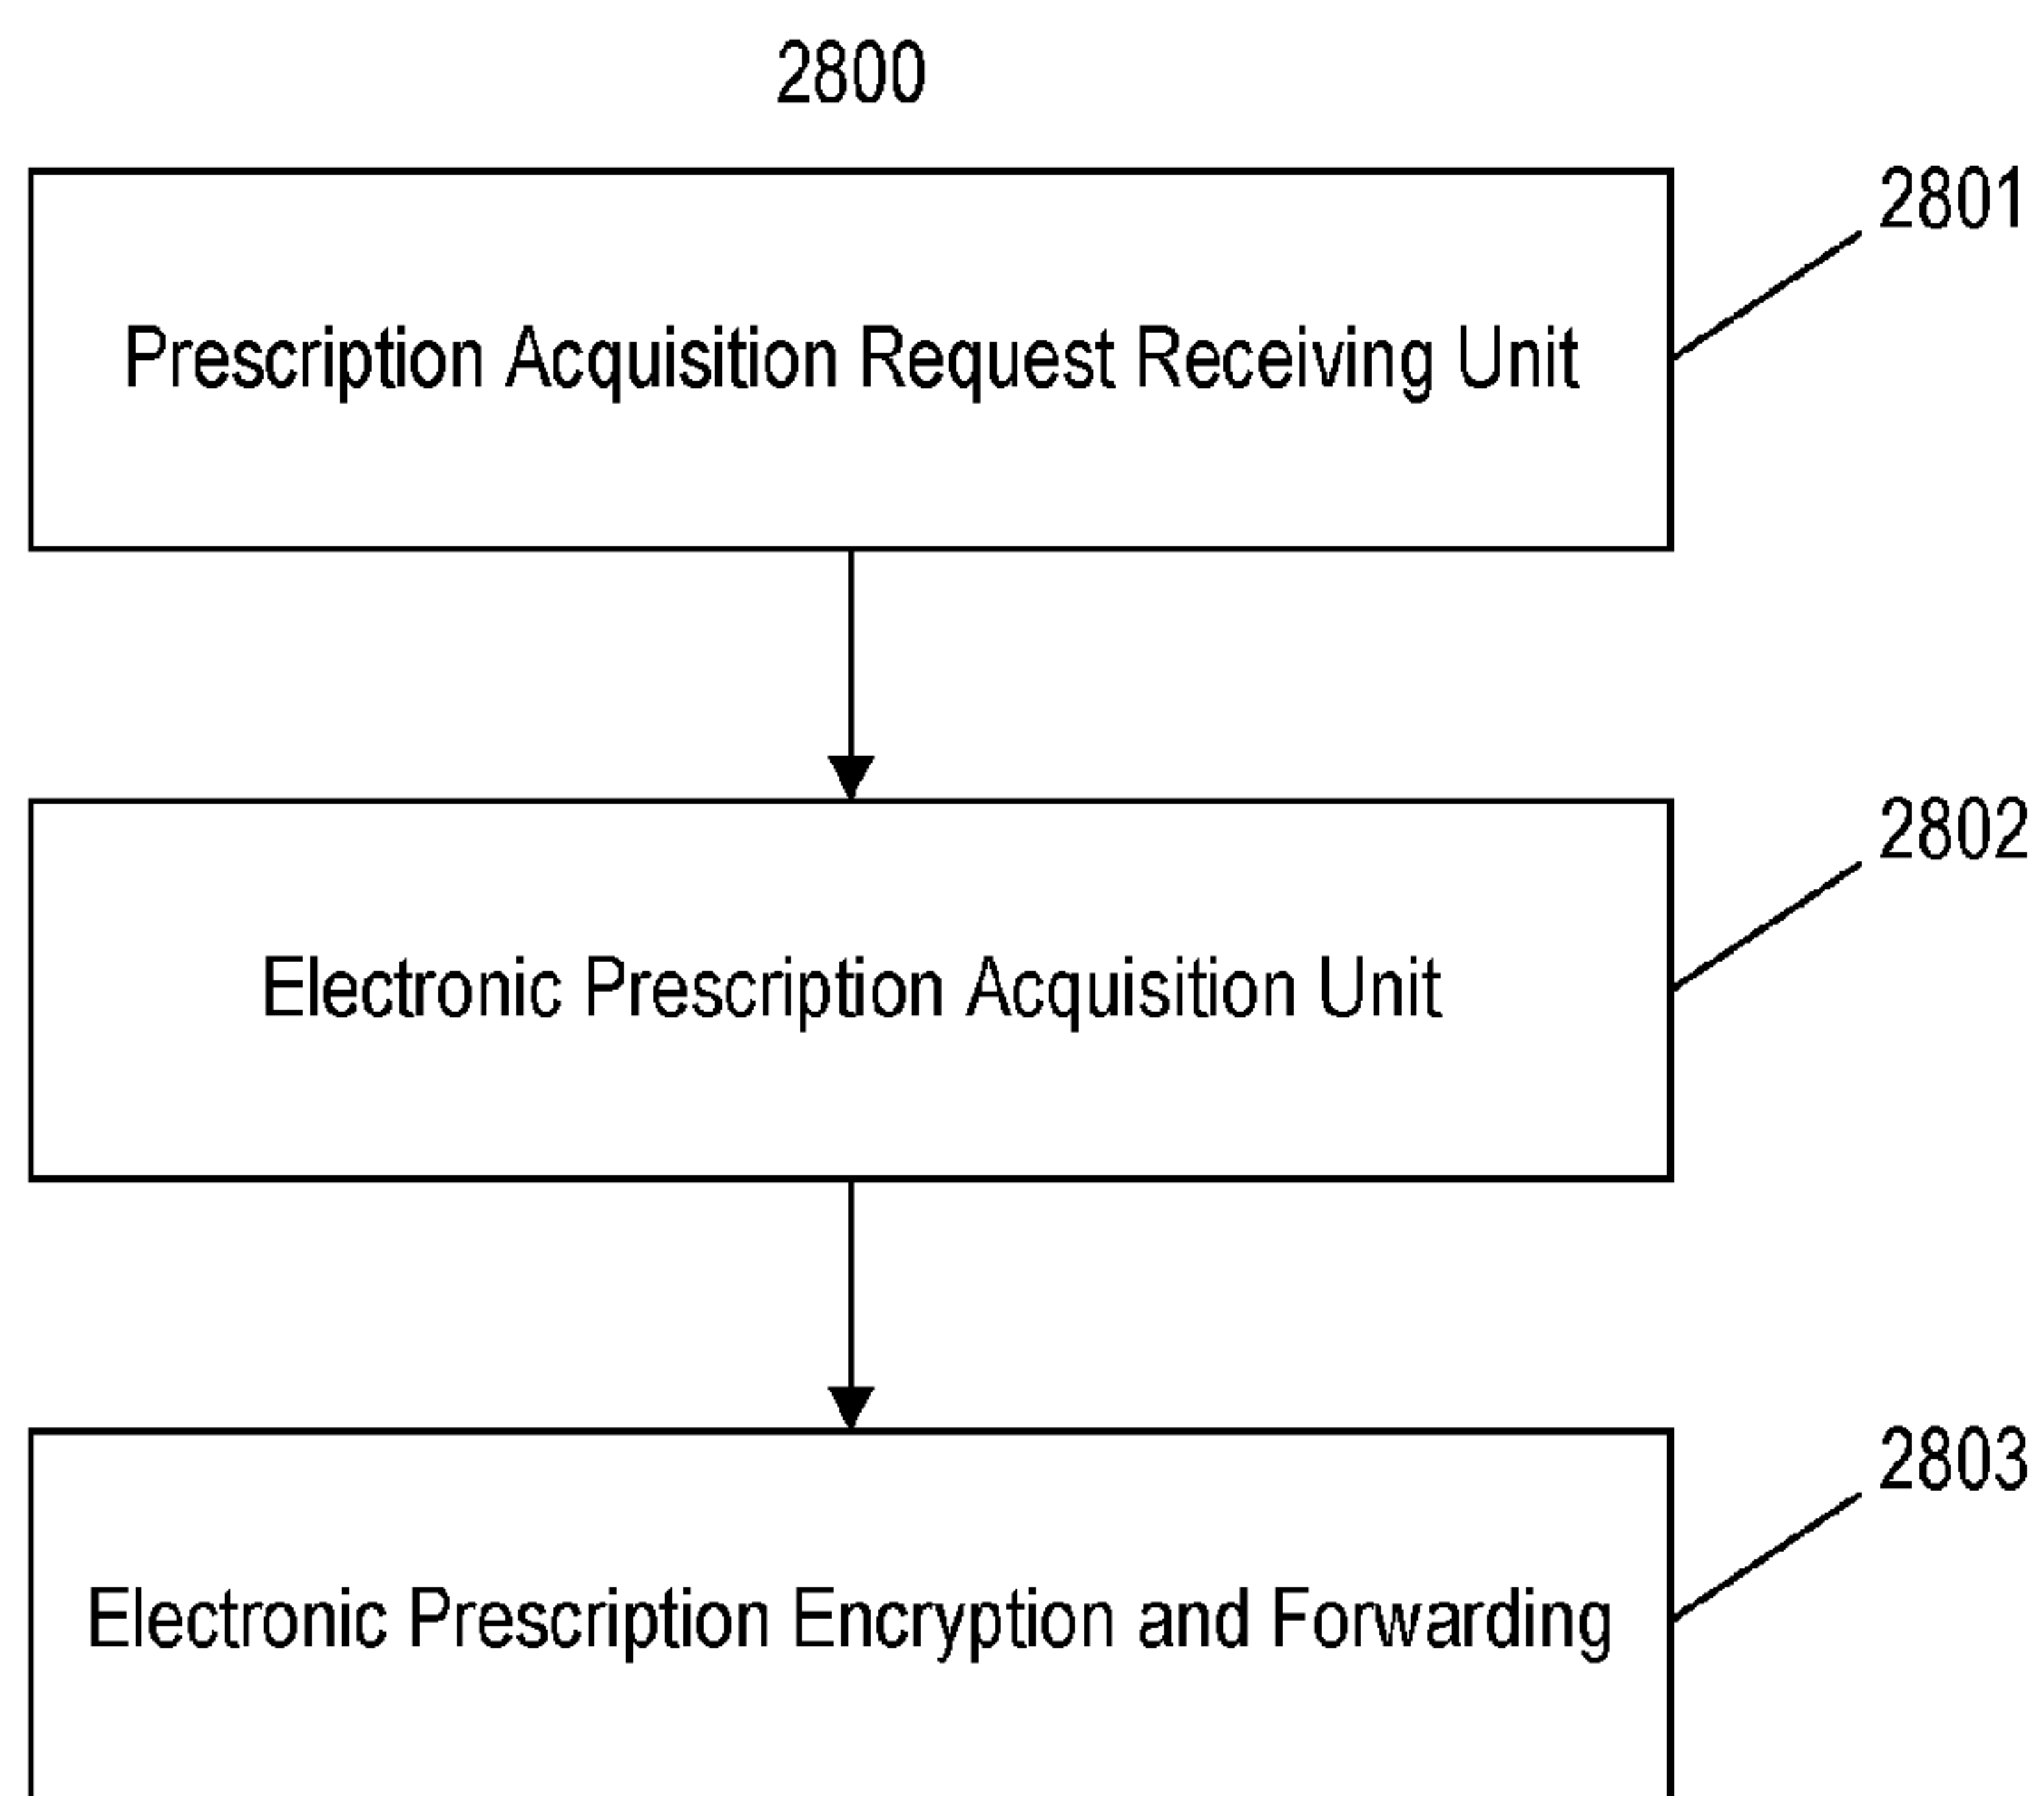 2800
2801
Prescription Acquisition Request Receiving Unit
2802
Electronic Prescription Acquisition Unit
2803
Electronic Prescription Encryption and Forwarding